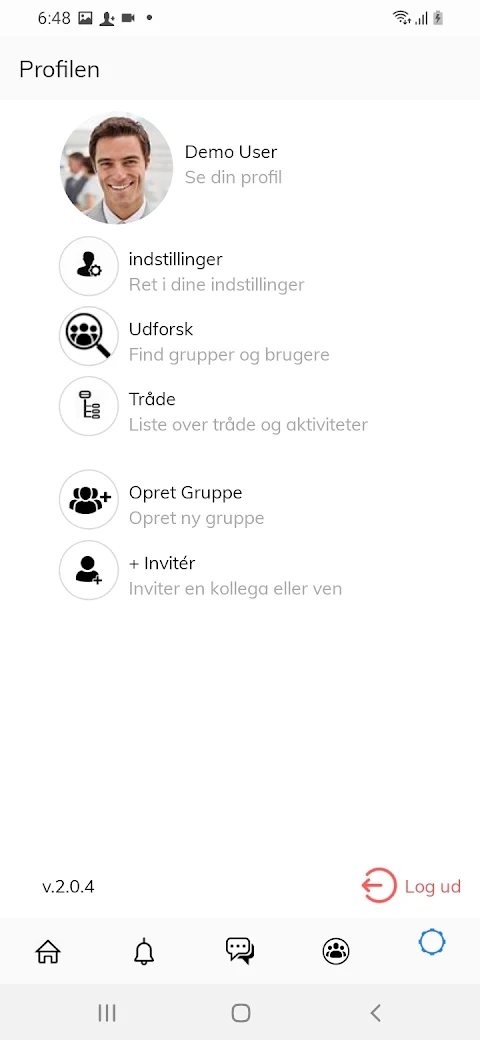 6:48
Profilen
Demo User
Se din profil
indstillinger
Ret i dine indstillinger
Udforsk
Find grupper og brugere
Tråde
Liste over tråde og aktiviteter
Opret Gruppe
Opret ny gruppe
+ Invitér
Inviter en kollega eller ven
v.2.0.4
Log ud